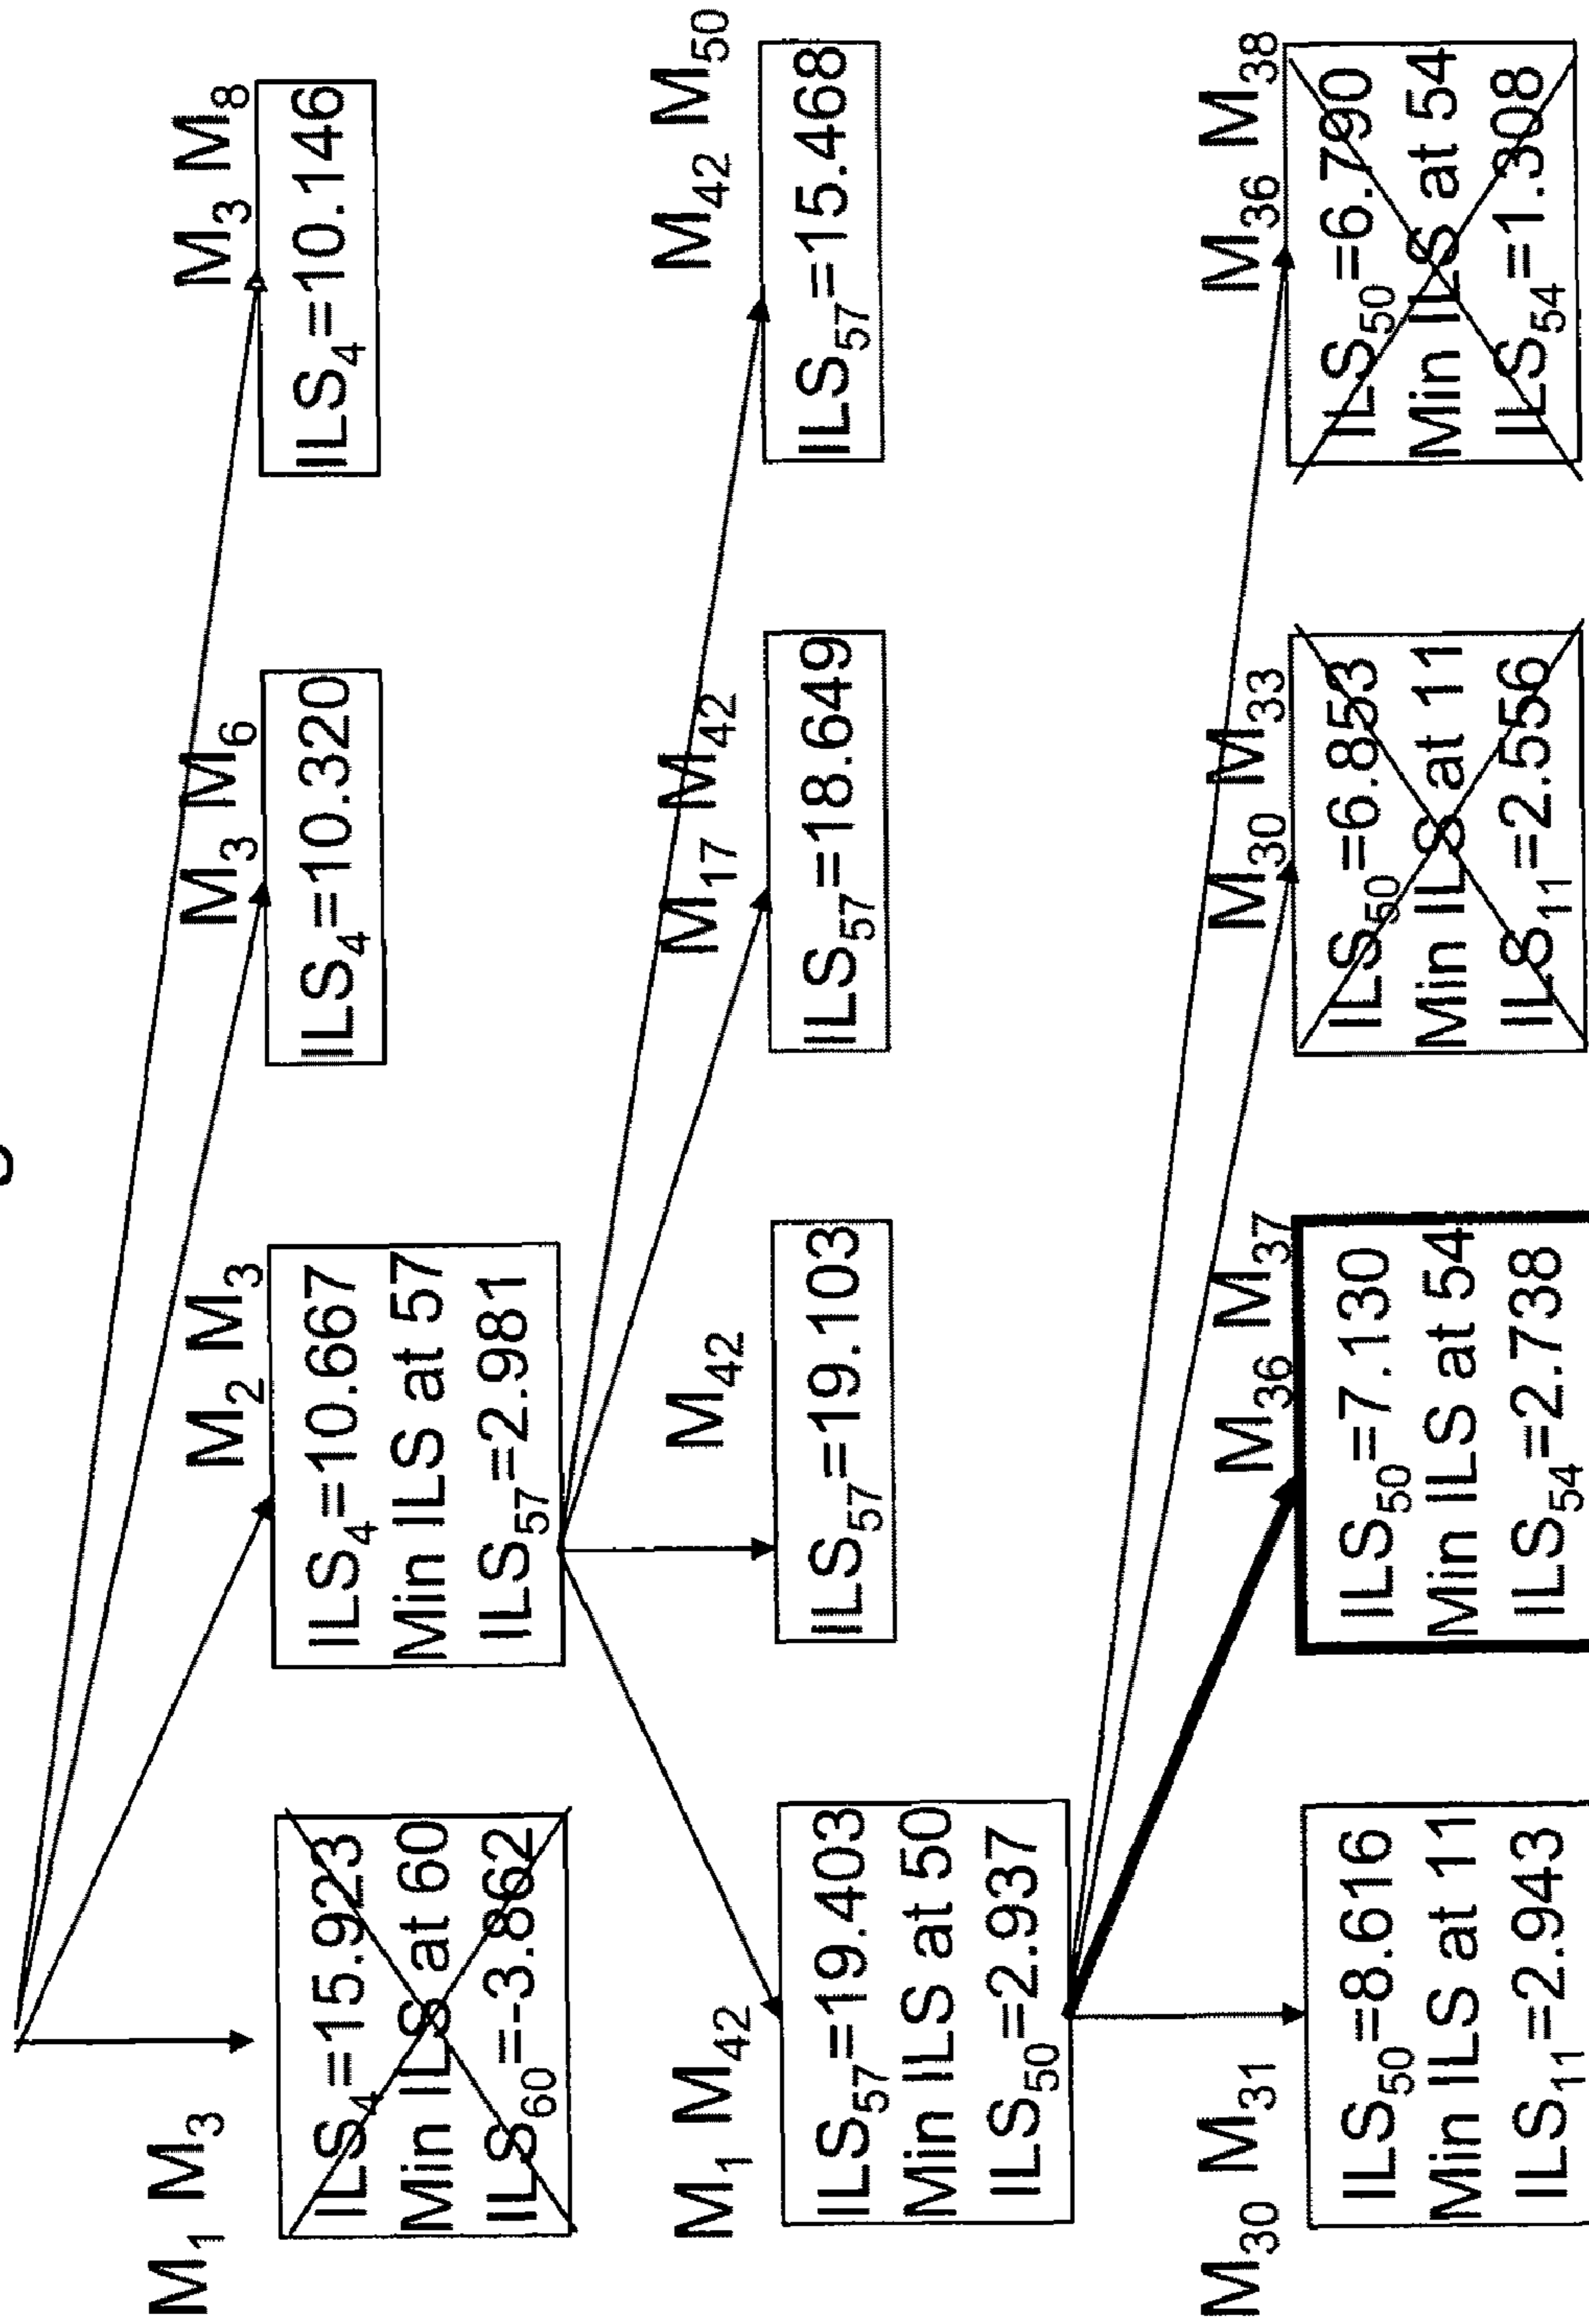 M1 M3
ILS4=15.923
Min ILS at 60
ILS60=-3.862
M2 M3
ILS4=10.667
Min ILS at 57
ILS57=2.981
M3 M6
ILS4=10.320
M3 M8
ILS4=10.146
M1 M42
ILS57=19.403
Min ILS at 50
ILS50=2.937
M42
ILS57=19.103
M17 M42
ILS57=18.649
M42 M50
ILS57=15.468
M30 M31
ILS50=8.616
Min ILS at 11
ILS11=2.943
M36 M37
ILS50=7.130
Min ILS at 54
ILS54=2.738
M30 M33
ILS50=6.853
Min ILS at 11
ILS11=2.556
M36 M38
ILS50=6.790
Min ILS at 54
ILS54=1.308